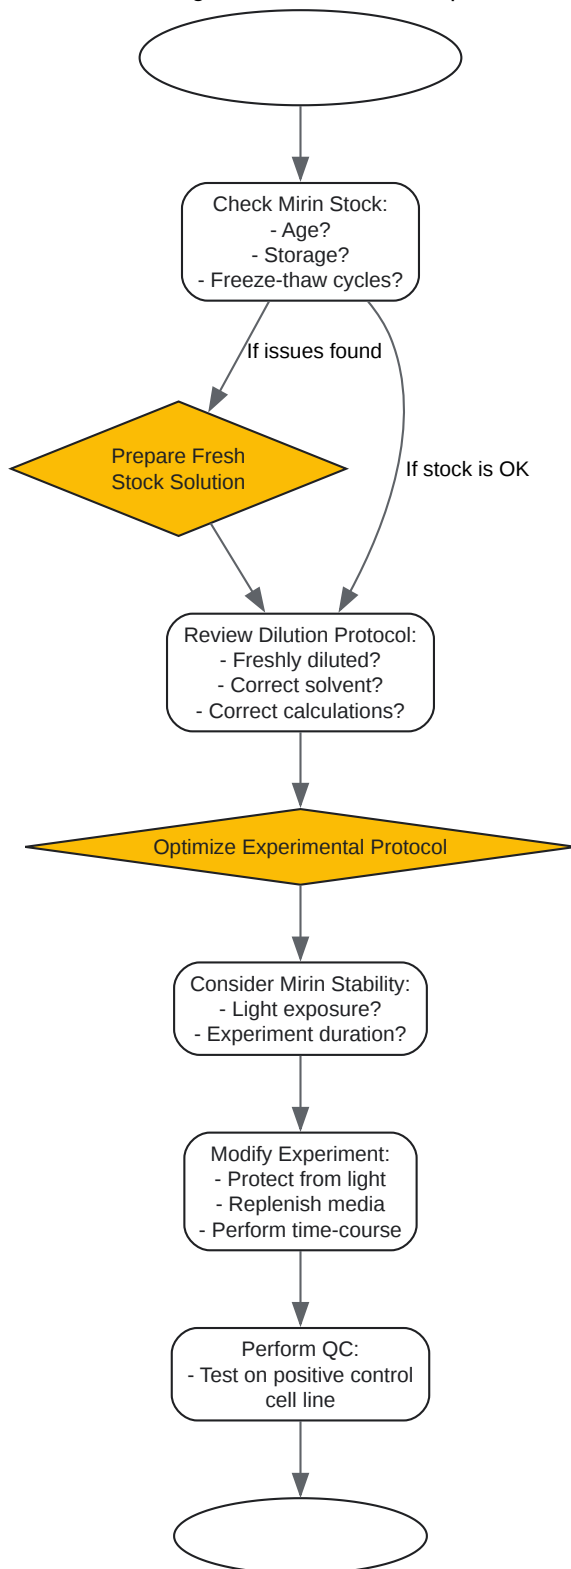 Check Mirin Stock:
- Age?
- Storage?
- Freeze-thaw cycles?
If issues found
Prepare Fresh
Stock Solution
If stock is OK
Review Dilution Protocol:
- Freshly diluted?
- Correct solvent?
- Correct calculations?
Optimize Experimental Protocol
Consider Mirin Stability:
- Light exposure?
- Experiment duration?
Modify Experiment:
- Protect from light
- Replenish media
- Perform time-course
Perform QC:
- Test on positive control
cell line